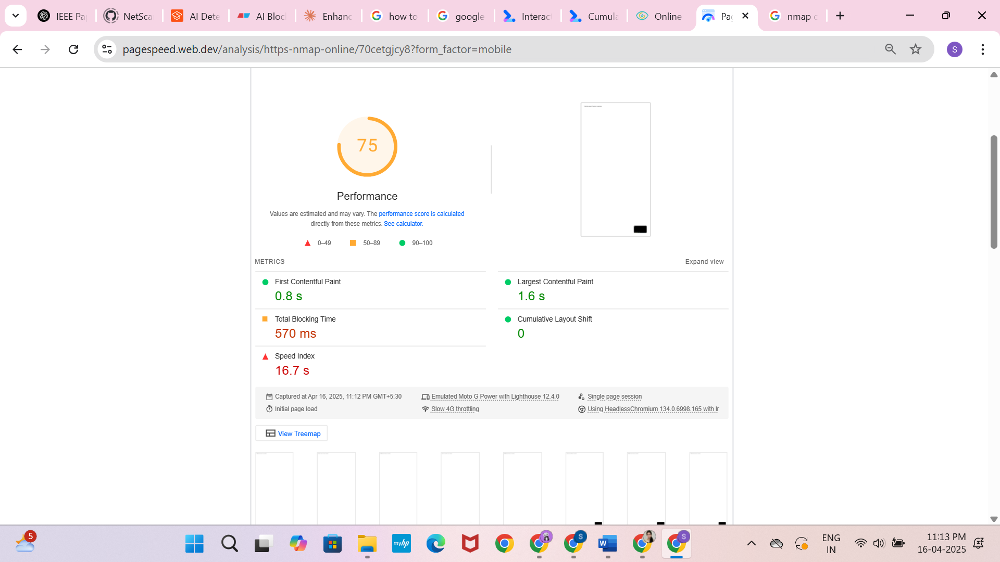 IEEE Pa
NetSca
AI Dete
AI Bloc
Enhanc
how to
google
Interac
Cumula
Online
Pag
nmap o
pagespeed.web.dev/analysis/https-nmap-online/70cetgjcy8?form_factor=mobile
S
75
Performance
Values are estimated and may vary. The performance score is calculated
directly from these metrics. See calculator.
0–49
50–89
90–100
METRICS
Expand view
First Contentful Paint
0.8 s
Largest Contentful Paint
1.6 s
Total Blocking Time
570 ms
Cumulative Layout Shift
0
Speed Index
16.7 s
Captured at Apr 16, 2025, 11:12 PM GMT+5:30
Emulated Moto G Power with Lighthouse 12.4.0
Single page session
Initial page load
Slow 4G throttling
Using HeadlessChromium 134.0.6998.165 with lr
View Treemap
5
myhp
S
W
S
ENG
IN
11:13 PM
16-04-2025